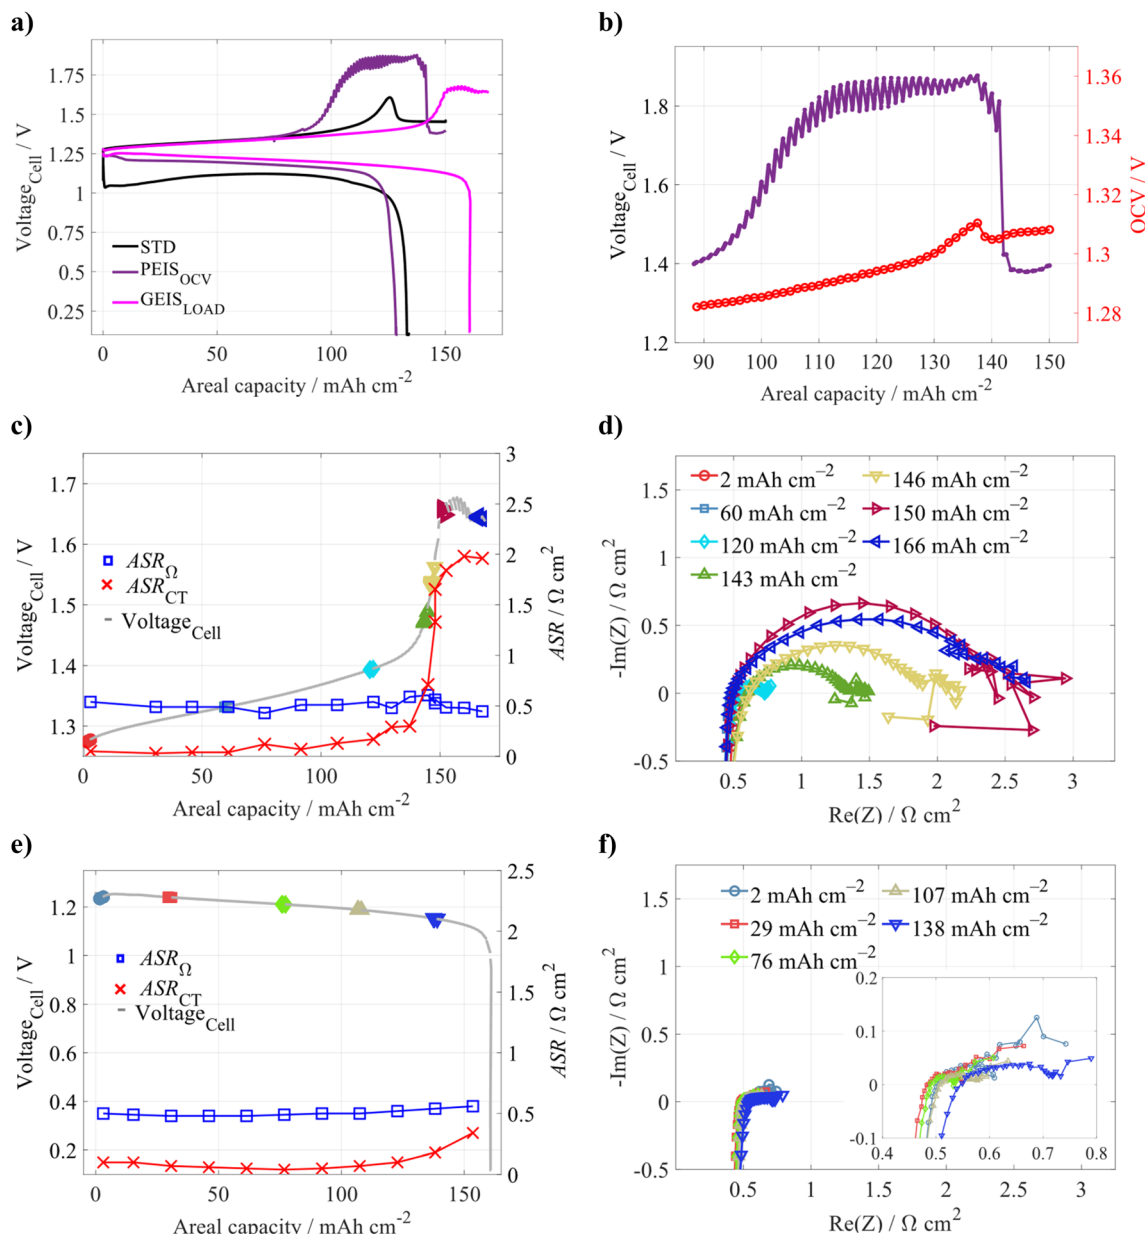 a)
1.75
1.5
1.25
1
0.75
0.5
0.25
Voltage_Cell / V
STD
PEIS_OCV
GEIS_LOAD
0 50 100 150
Areal capacity / mAh cm⁻²
b)
1.8
1.6
1.4
1.2
Voltage_Cell / V
1.36
1.34
1.32
1.3
1.28
OCV / V
90 100 110 120 130 140 150
Areal capacity / mAh cm⁻²
c)
1.7
1.6
1.5
1.4
1.3
Voltage_Cell / V
ASR_Ω
ASR_CT
Voltage_Cell
3
2.5
2
1.5
1
0.5
0
ASR / Ω cm²
0 50 100 150
Areal capacity / mAh cm⁻²
d)
1.5
1
0.5
0
-0.5
-Im(Z) / Ω cm²
2 mAh cm⁻²
60 mAh cm⁻²
120 mAh cm⁻²
143 mAh cm⁻²
146 mAh cm⁻²
150 mAh cm⁻²
166 mAh cm⁻²
0.5 1 1.5 2 2.5 3
Re(Z) / Ω cm²
e)
1.2
1.0
0.8
0.6
0.4
0.2
Voltage_Cell / V
ASR_Ω
ASR_CT
Voltage_Cell
2.5
2
1.5
1
0.5
0
ASR / Ω cm²
0 50 100 150
Areal capacity / mAh cm⁻²
f)
1.5
1
0.5
0
-0.5
-Im(Z) / Ω cm²
2 mAh cm⁻²
29 mAh cm⁻²
76 mAh cm⁻²
107 mAh cm⁻²
138 mAh cm⁻²
0.2
0.1
0
-0.1
0.4 0.5 0.6 0.7 0.8
0.5 1 1.5 2 2.5 3
Re(Z) / Ω cm²